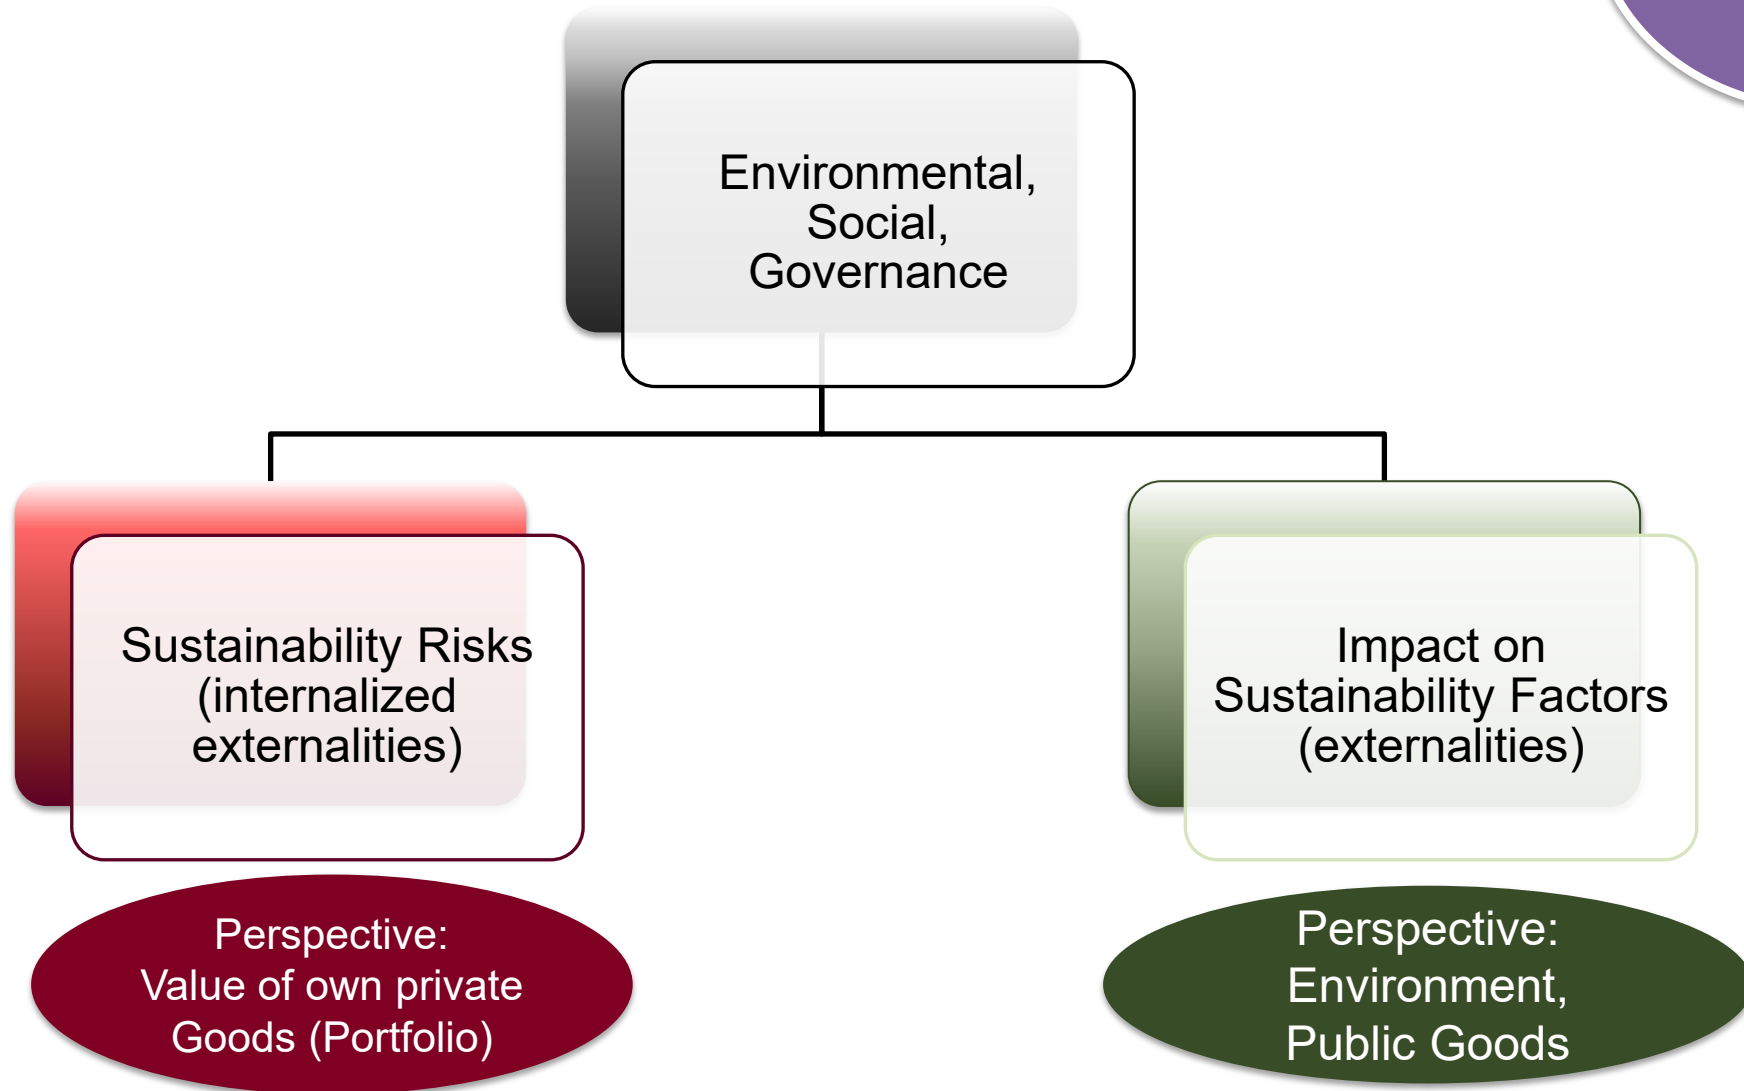 Environmental,
Social,
Governance
Sustainability Risks
(internalized
externalities)
Impact on
Sustainability Factors
(externalities)
Perspective:
Value of own private
Goods (Portfolio)
Perspective:
Environment,
Public Goods